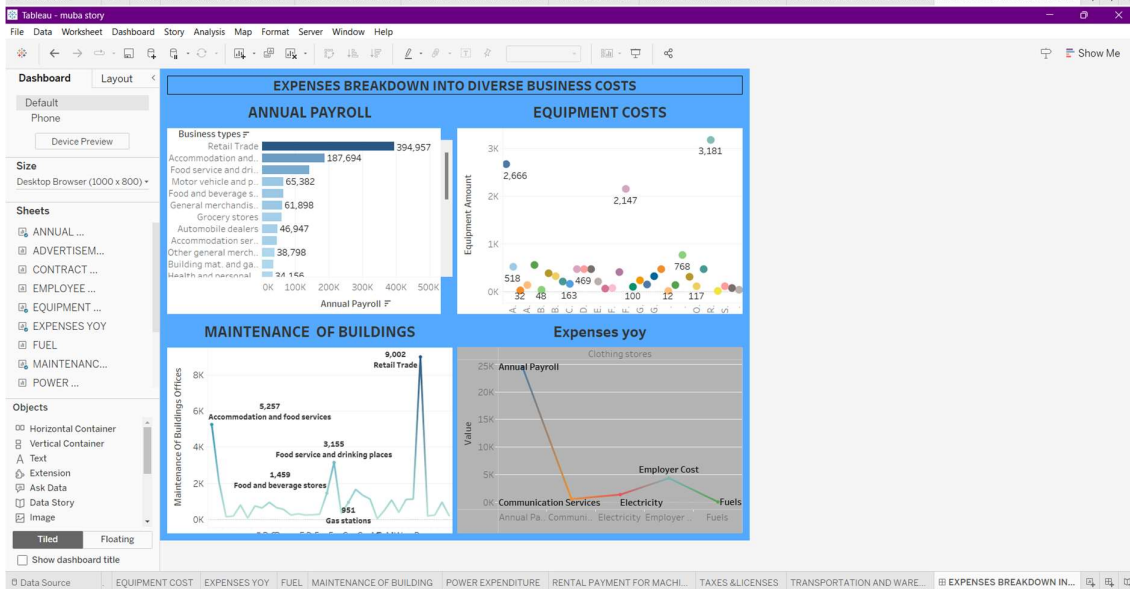 Tableau - muba story
File Data Worksheet Dashboard Story Analysis Map Format Server Window Help
Show Me
Dashboard Layout
Default
Phone
Device Preview
Size
Desktop Browser (1000 x 800)
Sheets
ANNUAL ...
ADVERTISEM...
CONTRACT ...
EMPLOYEE ...
EQUIPMENT ...
EXPENSES YOY
FUEL
MAINTENANC...
POWER ...
Objects
Horizontal Container
Vertical Container
Text
Extension
Ask Data
Data Story
Image
Tiled Floating
Show dashboard title
EXPENSES BREAKDOWN INTO DIVERSE BUSINESS COSTS
ANNUAL PAYROLL
Business types
Retail Trade 394,957
Accommodation and.. 187,694
Food service and dri..
Motor vehicle and p.. 65,382
Food and beverage s..
General merchandis.. 61,898
Grocery stores
Automobile dealers 46,947
Accommodation ser..
Other general merch.. 38,798
Building mat. and ga..
Health and personal 34,156
0K 100K 200K 300K 400K 500K
Annual Payroll
EQUIPMENT COSTS
Equipment Amount
3K
2K
1K
0K
3,181
2,666
2,147
768
518
469
32 48 163 100 12 117
A.. A.. B.. B.. C.. D.. E.. F.. F.. G.. G.. O.. R.. S..
MAINTENANCE OF BUILDINGS
Maintenance Of Buildings Offices
8K
6K
4K
2K
0K
9,002
Retail Trade
5,257
Accommodation and food services
3,155
Food service and drinking places
1,459
Food and beverage stores
951
Gas stations
Expenses yoy
Clothing stores
Value
25K
20K
15K
10K
5K
0K
Annual Payroll
Employer Cost
Communication Services Electricity Fuels
Annual Pa.. Communi.. Electricity Employer .. Fuels
Data Source EQUIPMENT COST EXPENSES YOY FUEL MAINTENANCE OF BUILDING POWER EXPENDITURE RENTAL PAYMENT FOR MACHI... TAXES &LICENSES TRANSPORTATION AND WARE... EXPENSES BREAKDOWN IN...